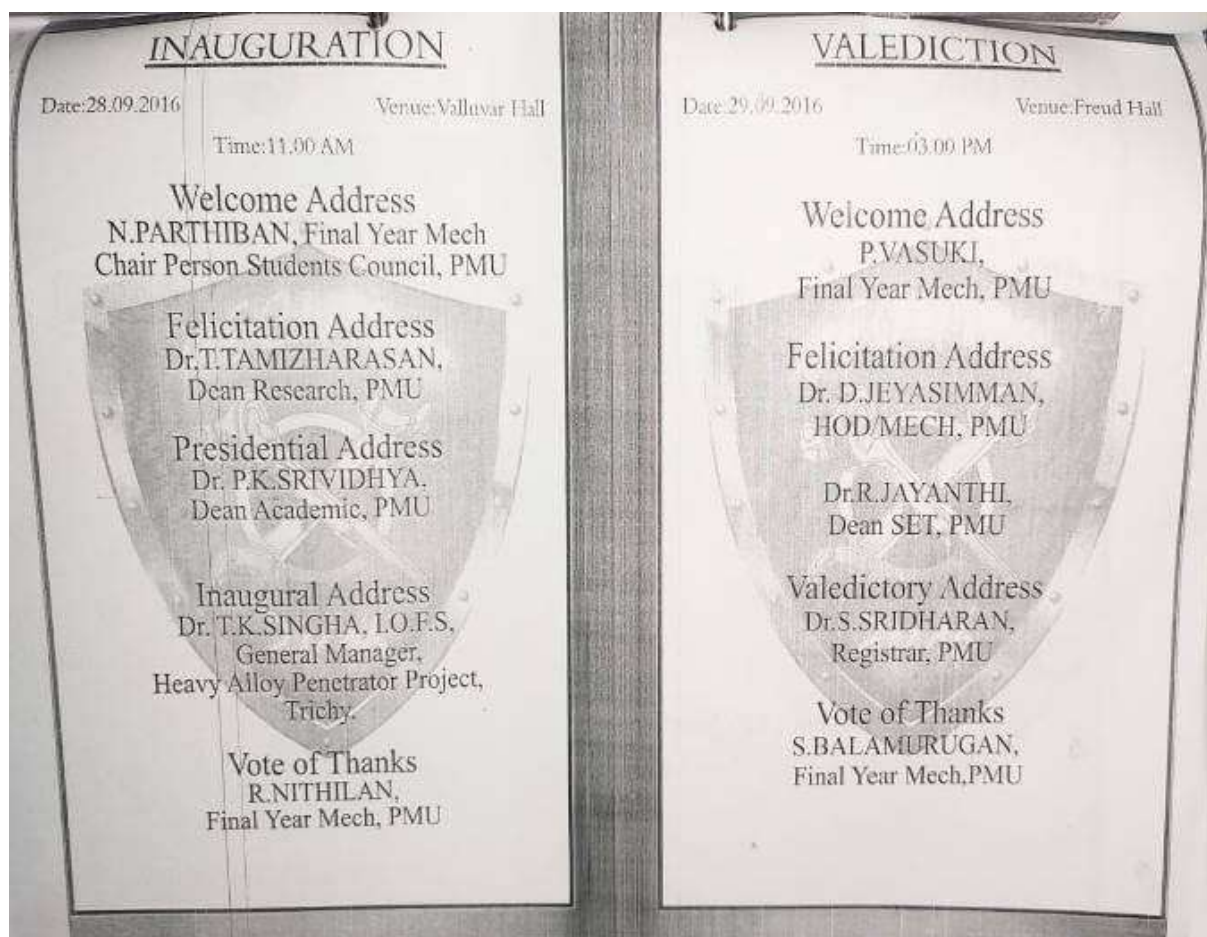 INAUGURATION
Date:28.09.2016 Venue:Valluvar Hall
Time:11.00 AM
Welcome Address
N.PARTHIBAN, Final Year Mech
Chair Person Students Council, PMU
Felicitation Address
Dr.T.TAMIZHARASAN,
Dean Research, PMU
Presidential Address
Dr. P.K.SRIVIDHYA.
Dean Academic, PMU
Inaugural Address
Dr. T.K.SINGHA, I.O.F.S,
General Manager,
Heavy Alloy Penetrator Project,
Trichy.
Vote of Thanks
R.NITHILAN,
Final Year Mech, PMU
VALEDICTION
Date:29.09.2016 Venue:Freud Hall
Time:03.00 PM
Welcome Address
P.VASUKI,
Final Year Mech, PMU
Felicitation Address
Dr. D.JEYASIMMAN,
HOD/MECH, PMU
Dr.R.JAYANTHI,
Dean SET, PMU
Valedictory Address
Dr.S.SRIDHARAN,
Registrar, PMU
Vote of Thanks
S.BALAMURUGAN,
Final Year Mech,PMU